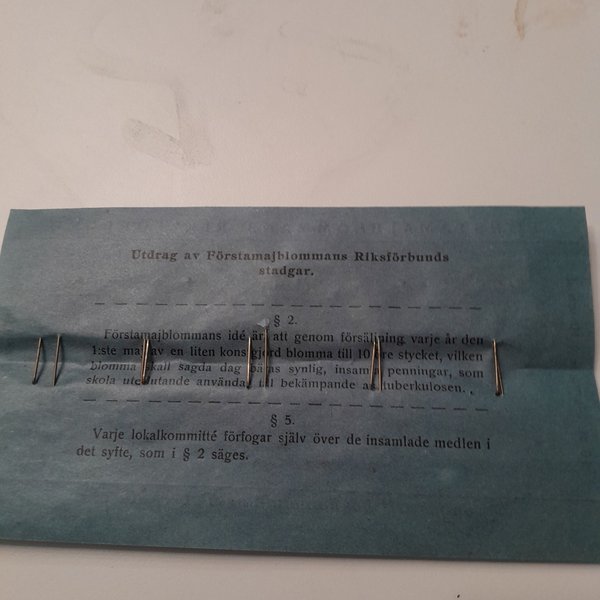 Utdrag av Förstamajblommans Riksförbunds
stadgar.
§ 2.
Förstamajblommans idé är att genom försäljning varje år den
1:ste maj av en liten konstgjord blomma till 10 öre stycket, vilken
blomma skall sagda dag bäras synlig, insamla penningar, som
skola uteslutande användas till bekämpande av tuberkulosen.
§ 5.
Varje lokalkommitté förfogar själv över de insamlade medlen i
det syfte, som i § 2 säges.